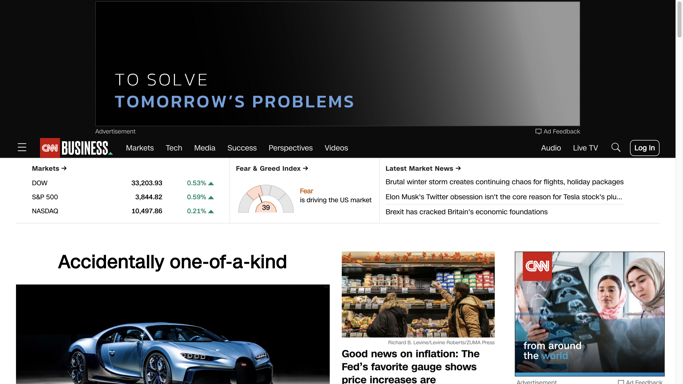 TO SOLVE
TOMORROW'S PROBLEMS
Advertisement
Ad Feedback
CNN BUSINESS
Markets
Tech
Media
Success
Perspectives
Videos
Audio
Live TV
Log In
Markets →
DOW 33,203.93 0.53%
S&P 500 3,844.82 0.59%
NASDAQ 10,497.86 0.21%
Fear & Greed Index →
39
Fear
is driving the US market
Latest Market News →
Brutal winter storm creates continuing chaos for flights, holiday packages
Elon Musk's Twitter obsession isn't the core reason for Tesla stock's plu...
Brexit has cracked Britain's economic foundations
Accidentally one-of-a-kind
Richard B. Levine/Levine Roberts/ZUMA Press
Good news on inflation: The
Fed's favorite gauge shows
price increases are
CNN
from around
the world
Advertisement
Ad Feedback